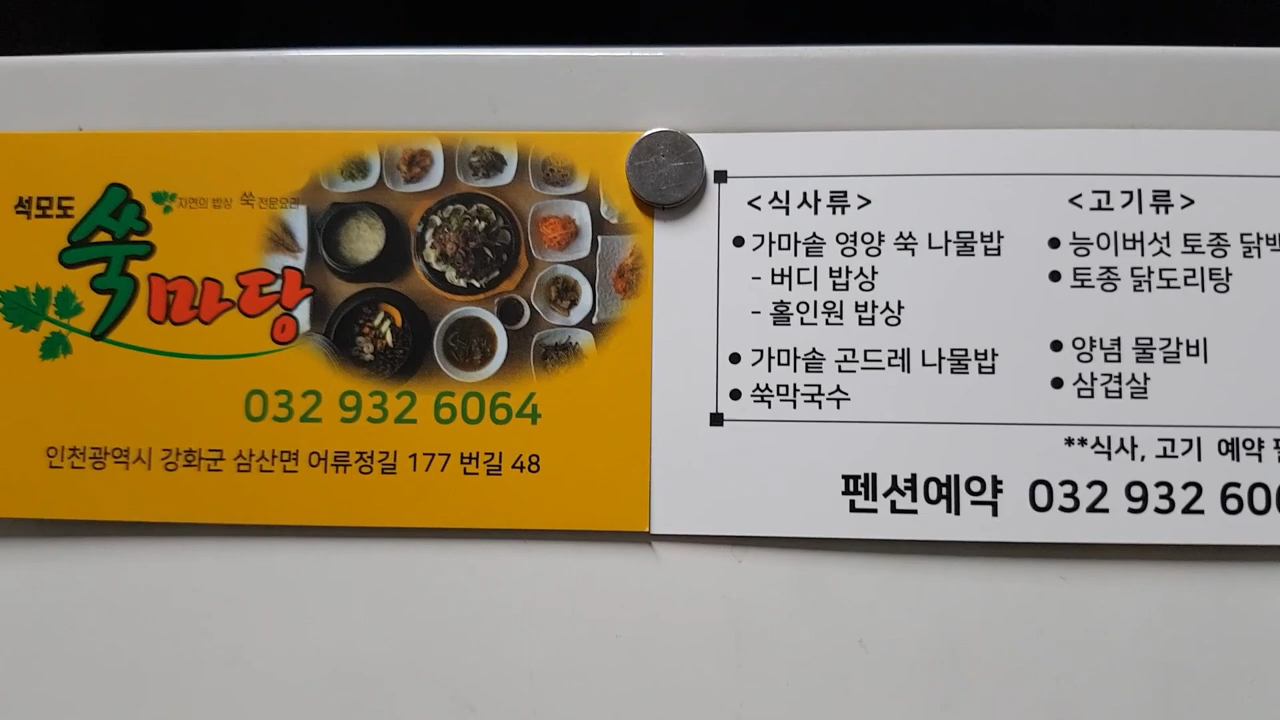 석모도
쑥마당
자연의 밥상 쑥 전문요리
032 932 6064
인천광역시 강화군 삼산면 어류정길 177 번길 48
<식사류>
● 가마솥 영양 쑥 나물밥
- 버디 밥상
- 홀인원 밥상
● 가마솥 곤드레 나물밥
● 쑥막국수
<고기류>
● 능이버섯 토종 닭백
● 토종 닭도리탕
● 양념 물갈비
● 삼겹살
**식사, 고기 예약
펜션예약 032 932 606